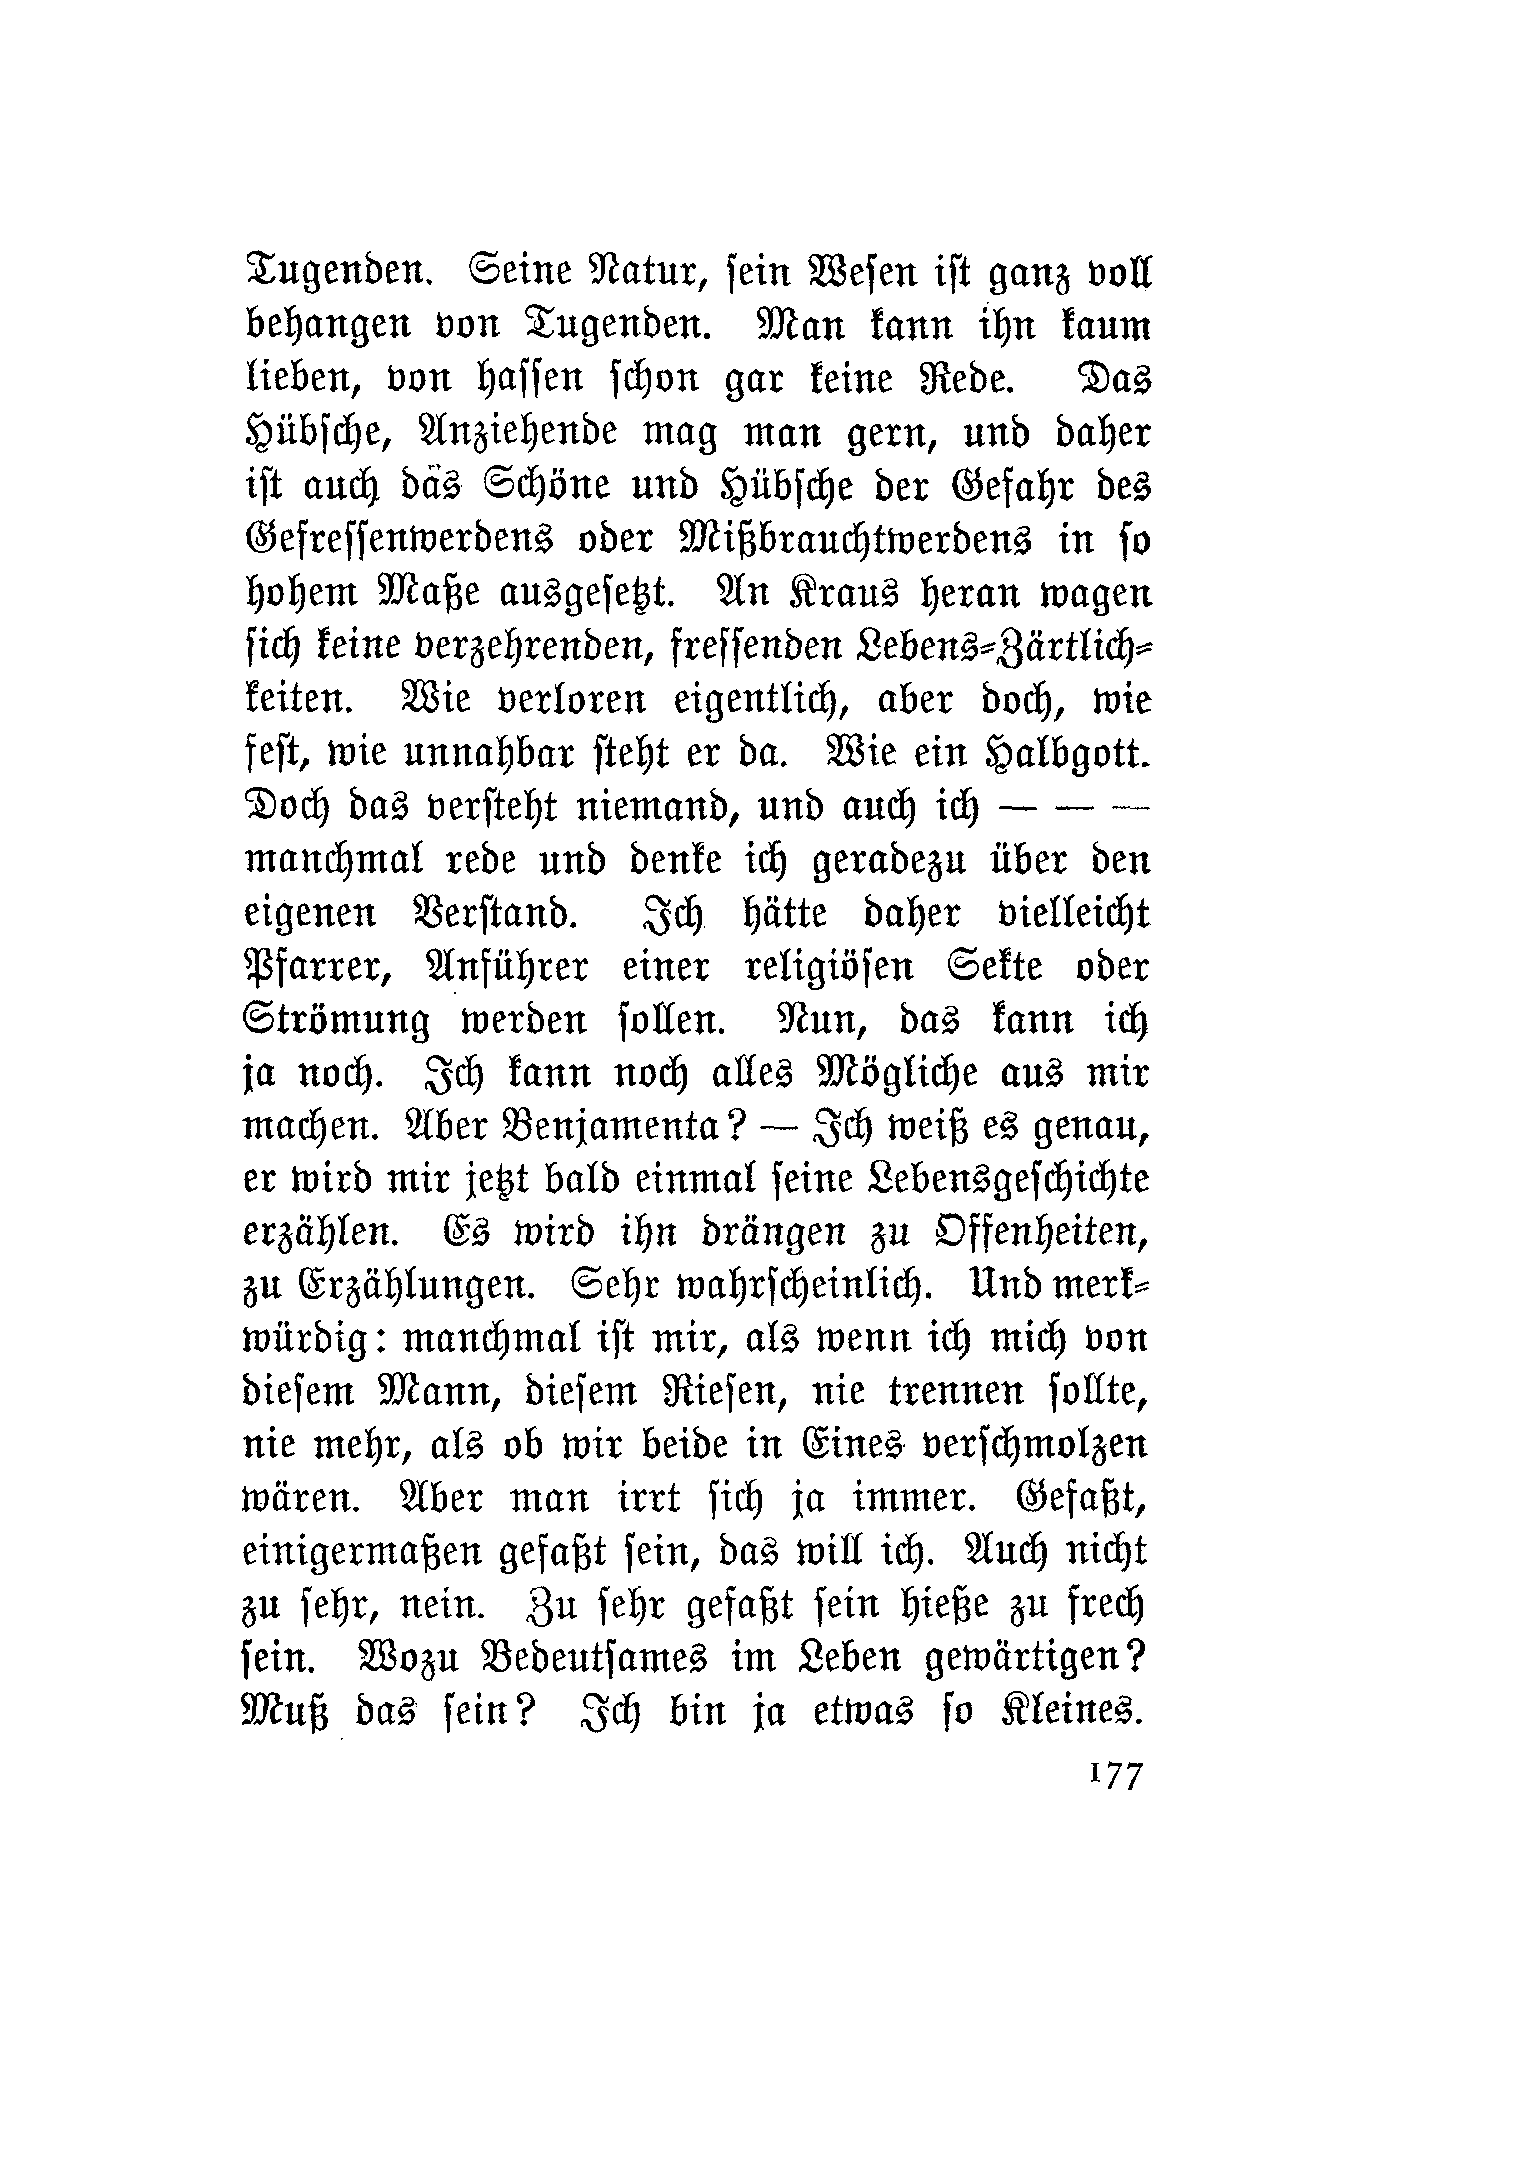 Tugenden. Seine Natur, sein Wesen ist ganz voll
behangen von Tugenden. Man kann ihn kaum
lieben, von hassen schon gar keine Rede. Das
Hübsche, Anziehende mag man gern, und daher
ist auch das Schöne und Hübsche der Gefahr des
Gefressenwerdens oder Mißbrauchtwerdens in so
hohem Maße ausgesetzt. An Kraus heran wagen
sich keine verzehrenden, fressenden Lebens-Zärtlich-
keiten. Wie verloren eigentlich, aber doch, wie
fest, wie unnahbar steht er da. Wie ein Halbgott.
Doch das versteht niemand, und auch ich — — —
manchmal rede und denke ich geradezu über den
eigenen Verstand. Ich hätte daher vielleicht
Pfarrer, Anführer einer religiösen Sekte oder
Strömung werden sollen. Nun, das kann ich
ja noch. Ich kann noch alles Mögliche aus mir
machen. Aber Benjamenta? — Ich weiß es genau,
er wird mir jetzt bald einmal seine Lebensgeschichte
erzählen. Es wird ihn drängen zu Offenheiten,
zu Erzählungen. Sehr wahrscheinlich. Und merk-
würdig: manchmal ist mir, als wenn ich mich von
diesem Mann, diesem Riesen, nie trennen sollte,
nie mehr, als ob wir beide in Eines verschmolzen
wären. Aber man irrt sich ja immer. Gefaßt,
einigermaßen gefaßt sein, das will ich. Auch nicht
zu sehr, nein. Zu sehr gefaßt sein hieße zu frech
sein. Wozu Bedeutsames im Leben gewärtigen?
Muß das sein? Ich bin ja etwas so Kleines.
177